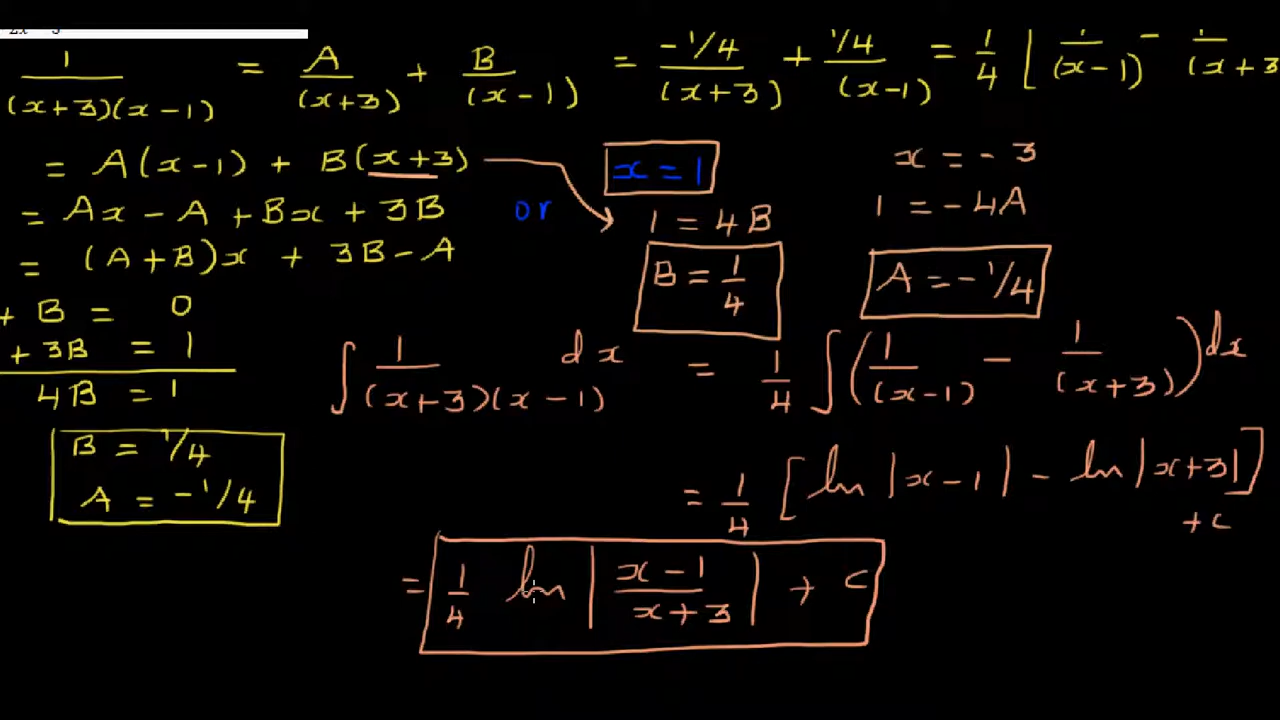 1/((x+3)(x-1)) = A/(x+3) + B/(x-1) = (-1/4)/(x+3) + (1/4)/(x-1) = 1/4 [ 1/(x-1) - 1/(x+3
= A(x-1) + B(x+3)
= Ax - A + Bx + 3B
= (A+B)x + 3B - A
+ B = 0
+ 3B = 1
4B = 1
B = 1/4
A = -1/4
or
x = 1
1 = 4B
B = 1/4
x = -3
1 = -4A
A = -1/4
∫ 1/((x+3)(x-1)) dx = 1/4 ∫ ( 1/(x-1) - 1/(x+3) ) dx
= 1/4 [ ln |x-1| - ln |x+3| ]
+ c
= 1/4 ln | (x-1)/(x+3) | + c